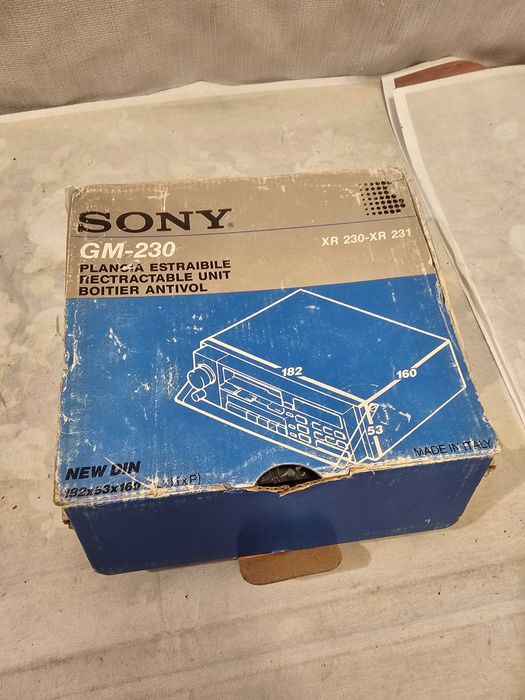 SONY®
GM-230
XR 230-XR 231
PLANCIA ESTRAIBILE
RECTRACTABLE UNIT
BOITIER ANTIVOL
182
160
53
MADE IN ITALY
NEW DIN
182x53x160